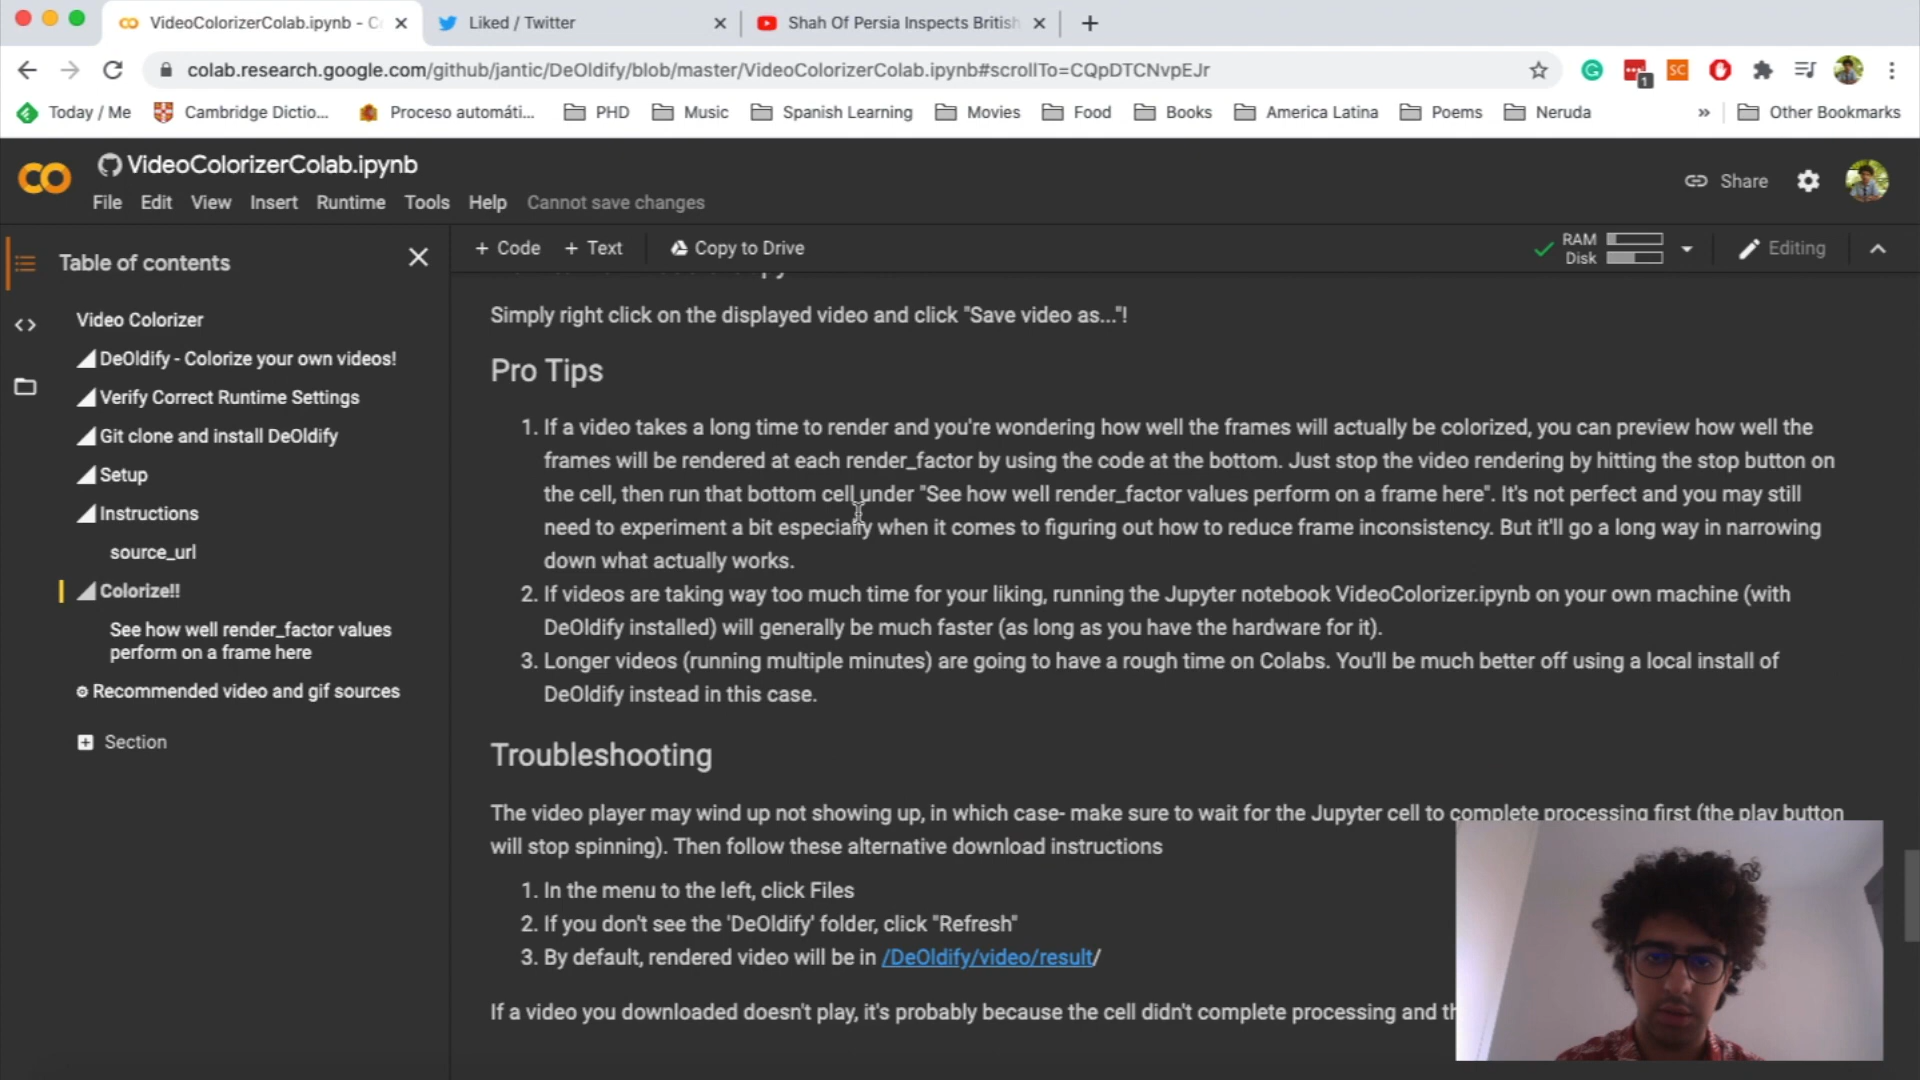 VideoColorizerColab.ipynb - C
Liked / Twitter
Shah Of Persia Inspects British
colab.research.google.com/github/jantic/DeOldify/blob/master/VideoColorizerColab.ipynb#scrollTo=CQpDTCNvpEJr
SC
1
Today / Me
Cambridge Dictio...
Proceso automáti...
PHD
Music
Spanish Learning
Movies
Food
Books
America Latina
Poems
Neruda
»
Other Bookmarks
VideoColorizerColab.ipynb
Share
File Edit View Insert Runtime Tools Help Cannot save changes
+ Code + Text Copy to Drive
RAM
Disk
Editing
Table of contents
Video Colorizer
DeOldify - Colorize your own videos!
Verify Correct Runtime Settings
Git clone and install DeOldify
Setup
Instructions
source_url
Colorize!!
See how well render_factor values
perform on a frame here
Recommended video and gif sources
Section
Simply right click on the displayed video and click "Save video as..."!
Pro Tips
1. If a video takes a long time to render and you're wondering how well the frames will actually be colorized, you can preview how well the
frames will be rendered at each render_factor by using the code at the bottom. Just stop the video rendering by hitting the stop button on
the cell, then run that bottom cell under "See how well render_factor values perform on a frame here". It's not perfect and you may still
need to experiment a bit especially when it comes to figuring out how to reduce frame inconsistency. But it'll go a long way in narrowing
down what actually works.
2. If videos are taking way too much time for your liking, running the Jupyter notebook VideoColorizer.ipynb on your own machine (with
DeOldify installed) will generally be much faster (as long as you have the hardware for it).
3. Longer videos (running multiple minutes) are going to have a rough time on Colabs. You'll be much better off using a local install of
DeOldify instead in this case.
Troubleshooting
The video player may wind up not showing up, in which case- make sure to wait for the Jupyter cell to complete processing first (the play button
will stop spinning). Then follow these alternative download instructions
1. In the menu to the left, click Files
2. If you don't see the 'DeOldify' folder, click "Refresh"
3. By default, rendered video will be in /DeOldify/video/result/
If a video you downloaded doesn't play, it's probably because the cell didn't complete processing and th